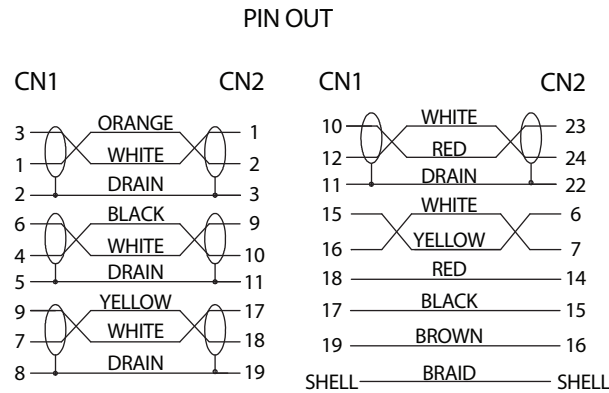 PIN OUT
CN1 CN2
3 ORANGE 1
1 WHITE 2
2 DRAIN 3
6 BLACK 9
4 WHITE 10
5 DRAIN 11
9 YELLOW 17
7 WHITE 18
8 DRAIN 19
CN1 CN2
10 WHITE 23
12 RED 24
11 DRAIN 22
15 WHITE 6
16 YELLOW 7
18 RED 14
17 BLACK 15
19 BROWN 16
SHELL BRAID SHELL